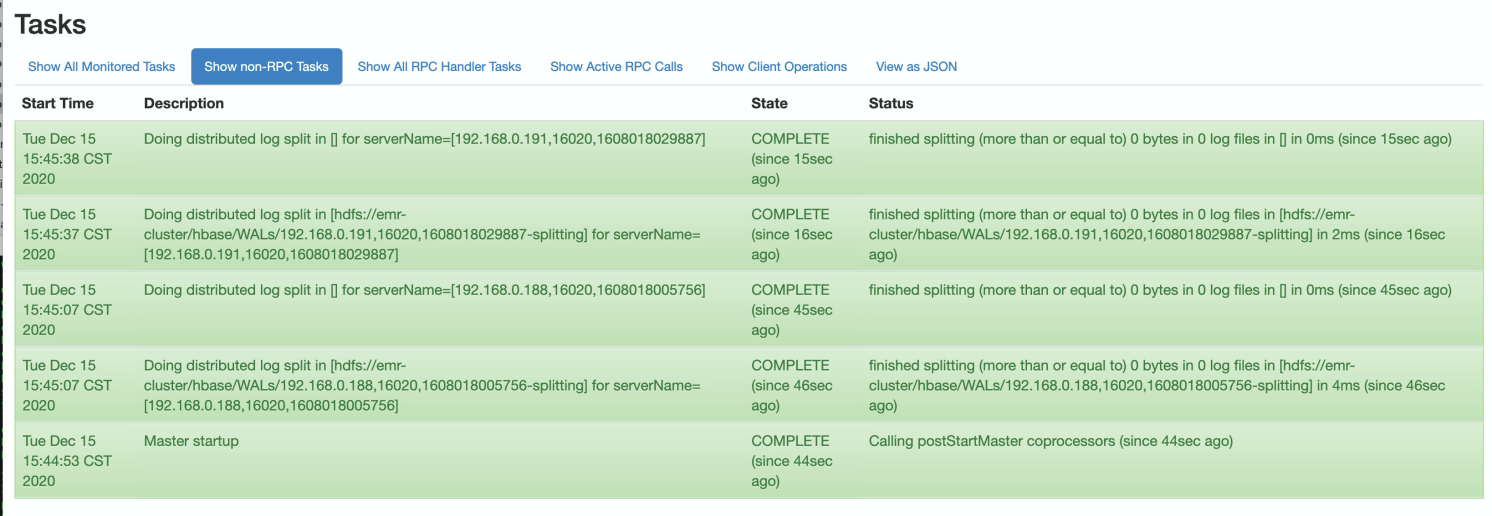 Tasks
Show All Monitored Tasks Show non-RPC Tasks Show All RPC Handler Tasks Show Active RPC Calls Show Client Operations View as JSON
Start Time Description State Status
Tue Dec 15
15:45:38 CST
2020
Doing distributed log split in [] for serverName=[192.168.0.191,16020,1608018029887]
COMPLETE
(since 15sec
ago)
finished splitting (more than or equal to) 0 bytes in 0 log files in [] in 0ms (since 15sec ago)
Tue Dec 15
15:45:37 CST
2020
Doing distributed log split in [hdfs://emr-
cluster/hbase/WALs/192.168.0.191,16020,1608018029887-splitting] for serverName=
[192.168.0.191,16020,1608018029887]
COMPLETE
(since 16sec
ago)
finished splitting (more than or equal to) 0 bytes in 0 log files in [hdfs://emr-
cluster/hbase/WALs/192.168.0.191,16020,1608018029887-splitting] in 2ms (since 16sec
ago)
Tue Dec 15
15:45:07 CST
2020
Doing distributed log split in [] for serverName=[192.168.0.188,16020,1608018005756]
COMPLETE
(since 45sec
ago)
finished splitting (more than or equal to) 0 bytes in 0 log files in [] in 0ms (since 45sec ago)
Tue Dec 15
15:45:07 CST
2020
Doing distributed log split in [hdfs://emr-
cluster/hbase/WALs/192.168.0.188,16020,1608018005756-splitting] for serverName=
[192.168.0.188,16020,1608018005756]
COMPLETE
(since 46sec
ago)
finished splitting (more than or equal to) 0 bytes in 0 log files in [hdfs://emr-
cluster/hbase/WALs/192.168.0.188,16020,1608018005756-splitting] in 4ms (since 46sec
ago)
Tue Dec 15
15:44:53 CST
2020
Master startup
COMPLETE
(since 44sec
ago)
Calling postStartMaster coprocessors (since 44sec ago)